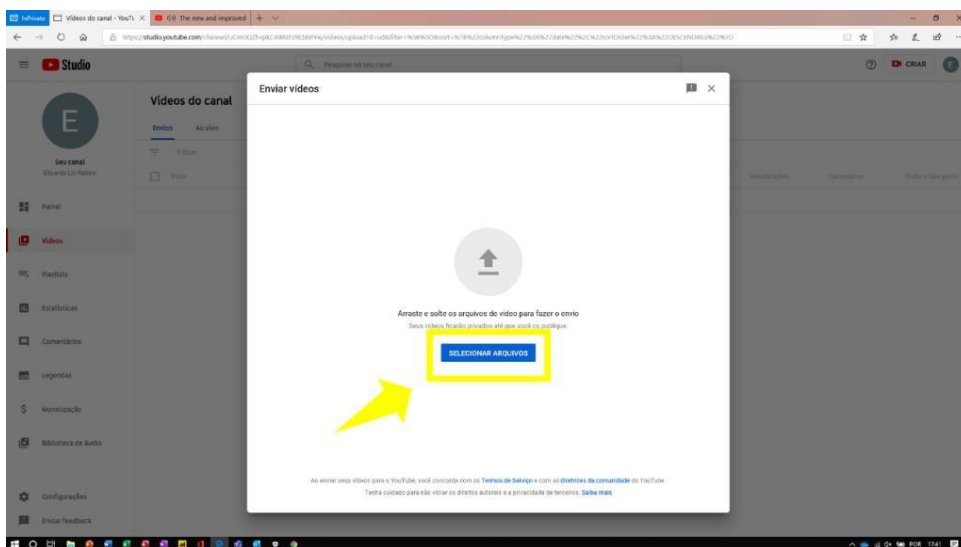 InPrivate
Vídeos do canal - YouTu
The new and improved
Studio
Pesquise no seu canal
CRIAR
E
E
Seu canal
Painel
Vídeos
Playlists
Estatísticas
Comentários
Legendas
Monetização
Biblioteca de áudio
Configurações
Enviar feedback
Vídeos do canal
Envios
Ao vivo
Filtrar
Vídeo
Visualizações
Comentários
Enviar vídeos
Arraste e solte os arquivos de vídeo para fazer o envio
Seus vídeos ficarão privados até que você os publique.
SELECIONAR ARQUIVOS
Ao enviar seus vídeos para o YouTube, você concorda com os Termos de Serviço e com as diretrizes da comunidade do YouTube.
Tenha cuidado para não violar os direitos autorais e a privacidade de terceiros. Saiba mais
POR
17:41